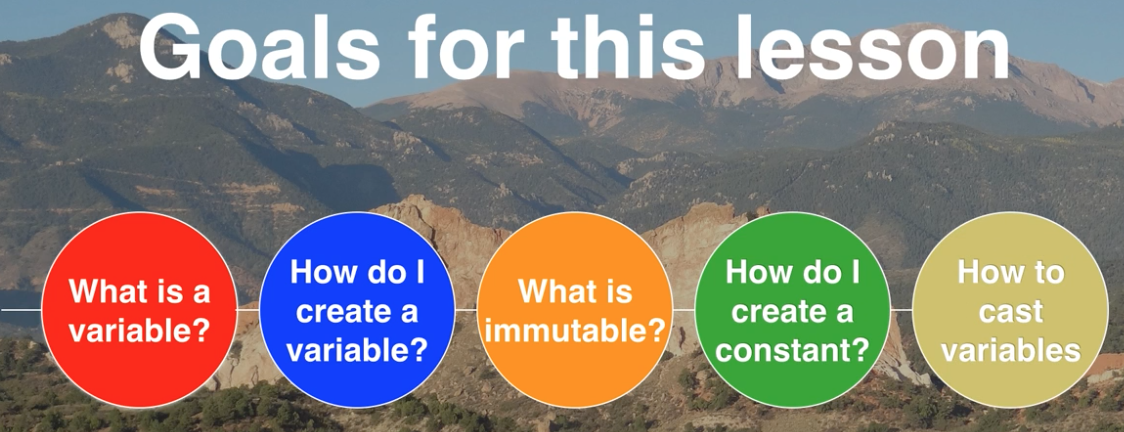 Goals for this lesson
What is a
variable?
How do I
create a
variable?
What is
immutable?
How do I
create a
constant?
How to
cast
variables